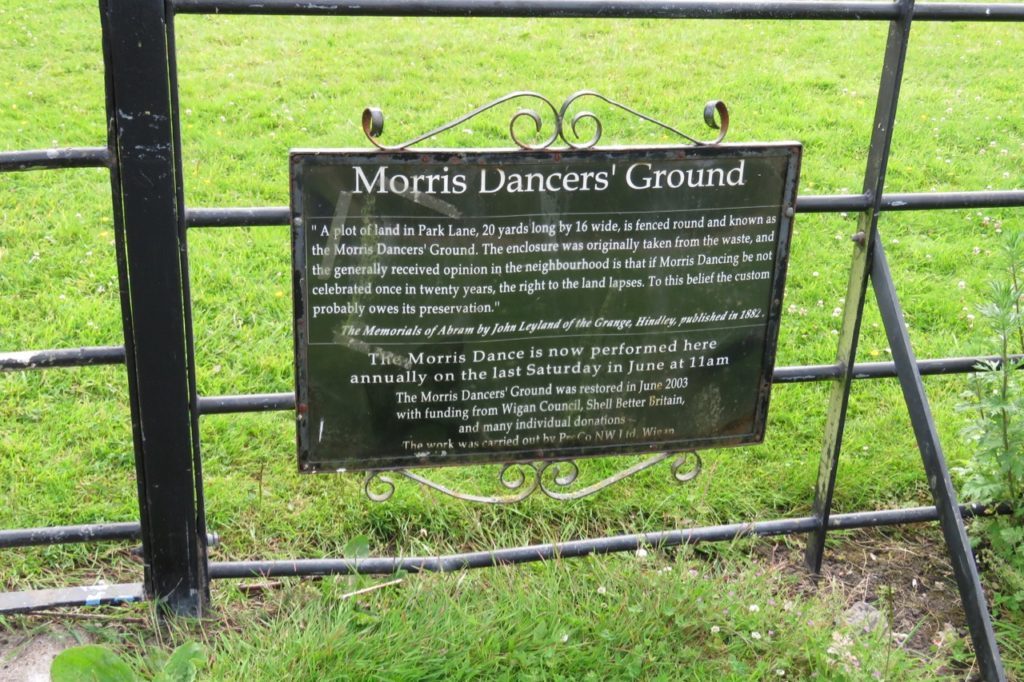 Morris Dancers' Ground
" A plot of land in Park Lane, 20 yards long by 16 wide, is fenced round and known as
the Morris Dancers' Ground. The enclosure was originally taken from the waste, and
the generally received opinion in the neighbourhood is that if Morris Dancing be not
celebrated once in twenty years, the right to the land lapses. To this belief the custom
probably owes its preservation."
The Memorials of Abram by John Leyland of the Grange, Hindley, published in 1882.
The Morris Dance is now performed here
annually on the last Saturday in June at 11am
The Morris Dancers' Ground was restored in June 2003
with funding from Wigan Council, Shell Better Britain,
and many individual donations
The work was carried out by Co NW Ltd, Wigan